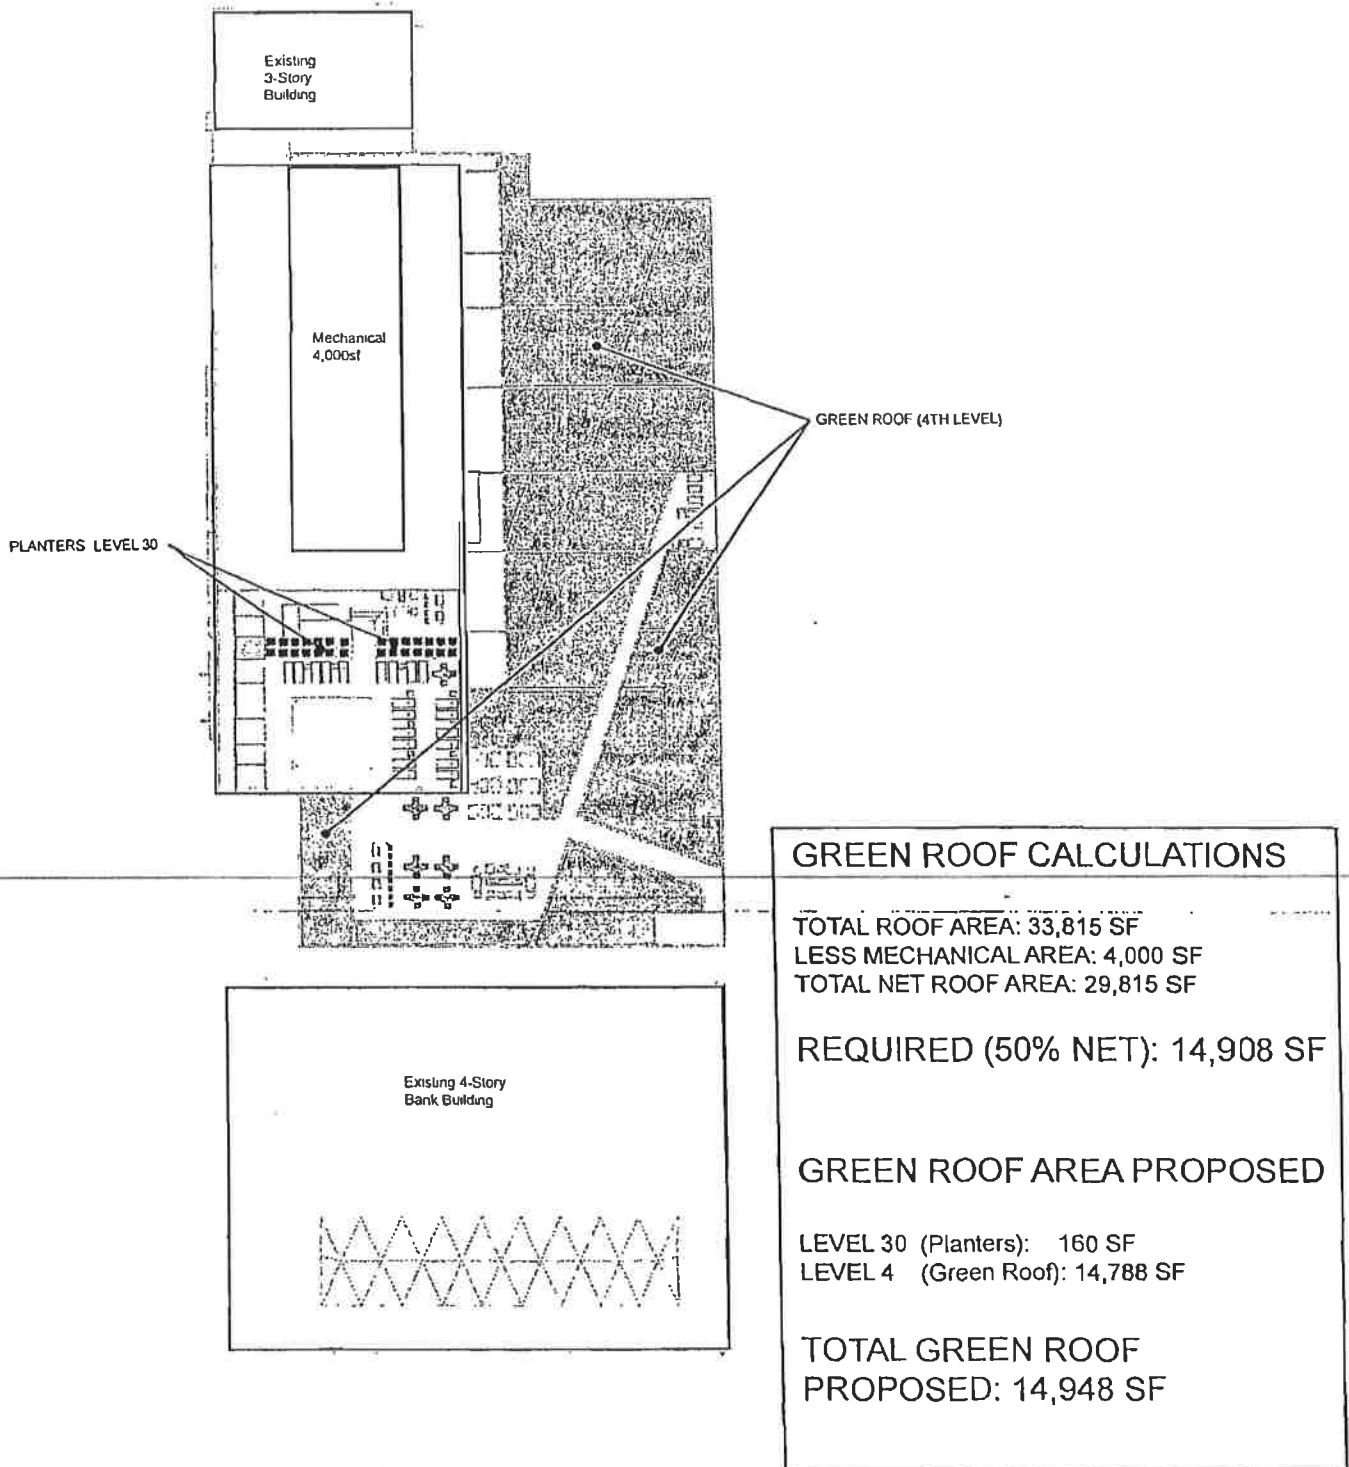 Existing
3-Story
Building
Mechanical
4,000sf
GREEN ROOF (4TH LEVEL)
PLANTERS LEVEL 30
Existing 4-Story
Bank Building
GREEN ROOF CALCULATIONS
TOTAL ROOF AREA: 33,815 SF
LESS MECHANICAL AREA: 4,000 SF
TOTAL NET ROOF AREA: 29,815 SF
REQUIRED (50% NET): 14,908 SF
GREEN ROOF AREA PROPOSED
LEVEL 30 (Planters): 160 SF
LEVEL 4 (Green Roof): 14,788 SF
TOTAL GREEN ROOF
PROPOSED: 14,948 SF